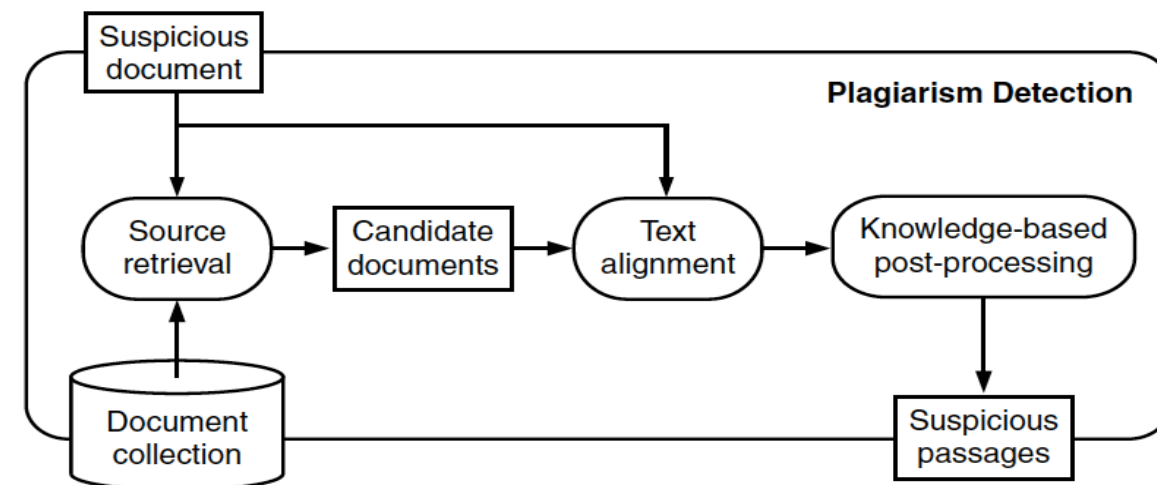 Suspicious
document
Plagiarism Detection
Source
retrieval
Candidate
documents
Text
alignment
Knowledge-based
post-processing
Document
collection
Suspicious
passages